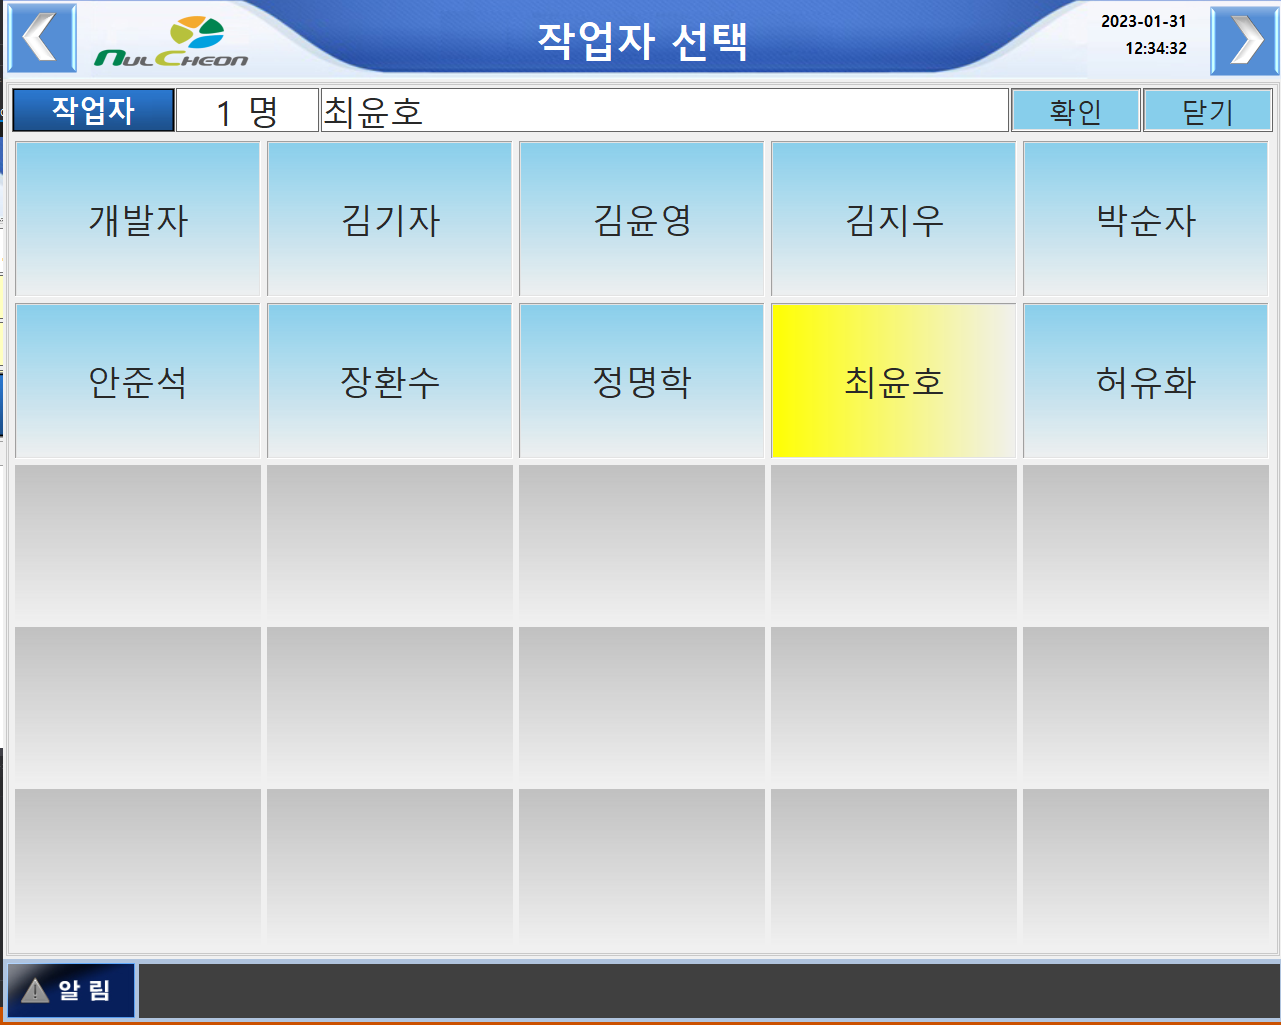 NULCHEON
작업자 선택
2023-01-31
12:34:32
작업자 1 명 최윤호 확인 닫기
개발자 김기자 김윤영 김지우 박순자
안준석 장환수 정명학 최윤호 허유화
알 림